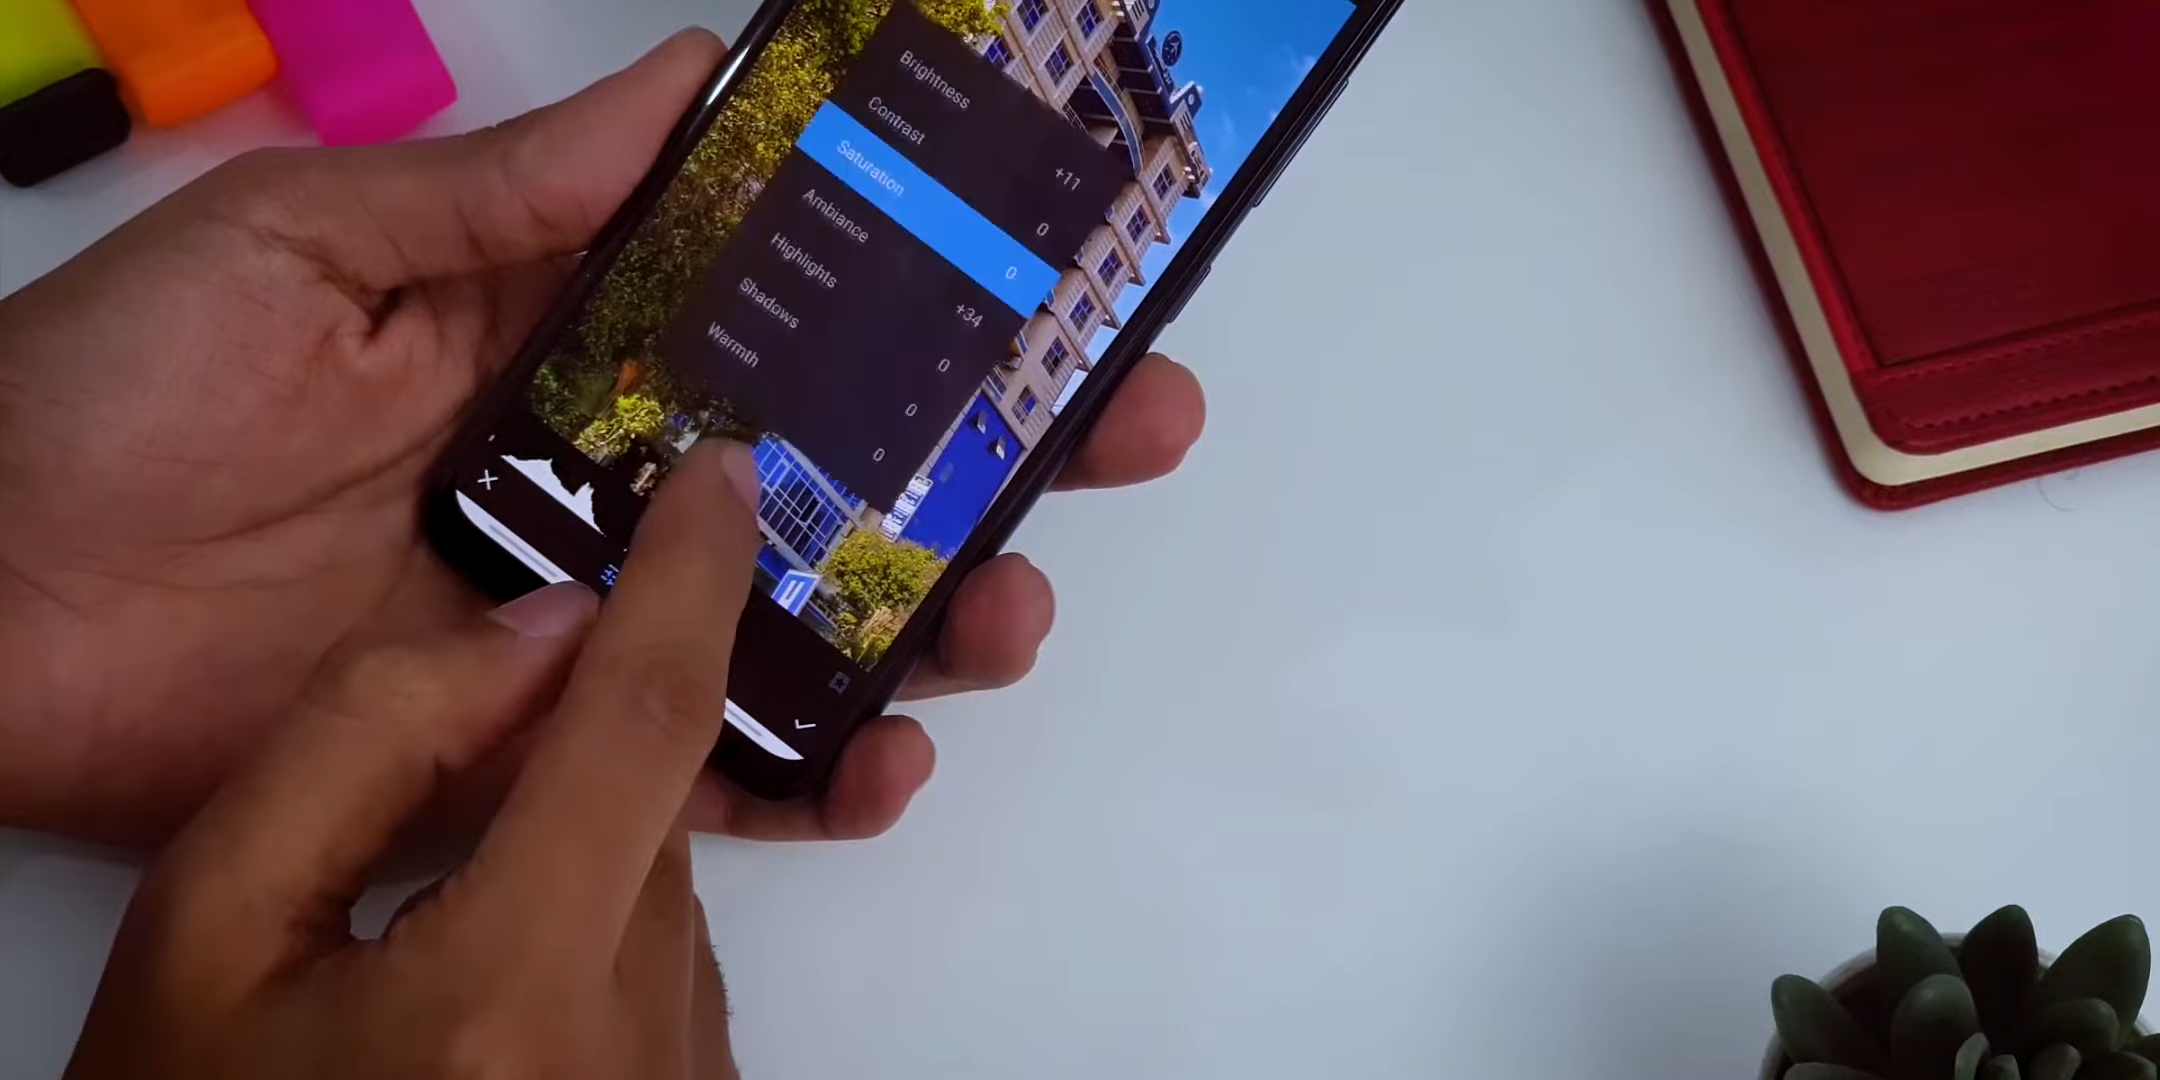 Brightness +11
Contrast 0
Saturation 0
Ambiance +34
Highlights 0
Shadows 0
Warmth 0